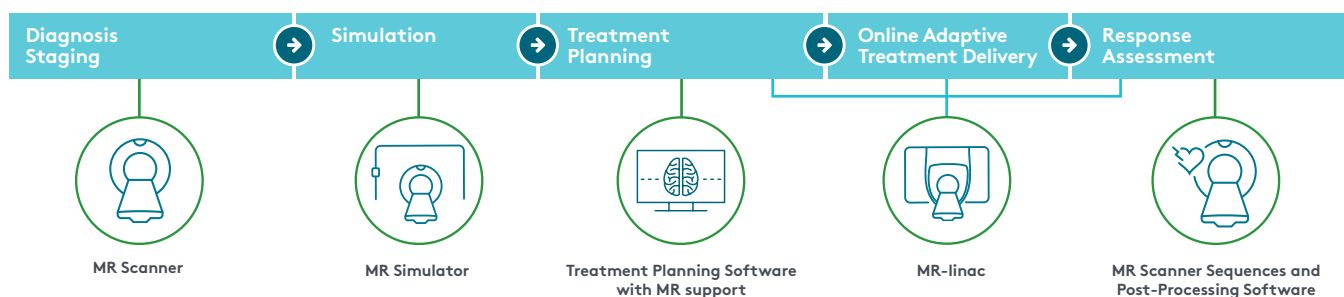 Diagnosis
Staging
Simulation
Treatment
Planning
Online Adaptive
Treatment Delivery
Response
Assessment
MR Scanner
MR Simulator
Treatment Planning Software
with MR support
MR-linac
MR Scanner Sequences and
Post-Processing Software